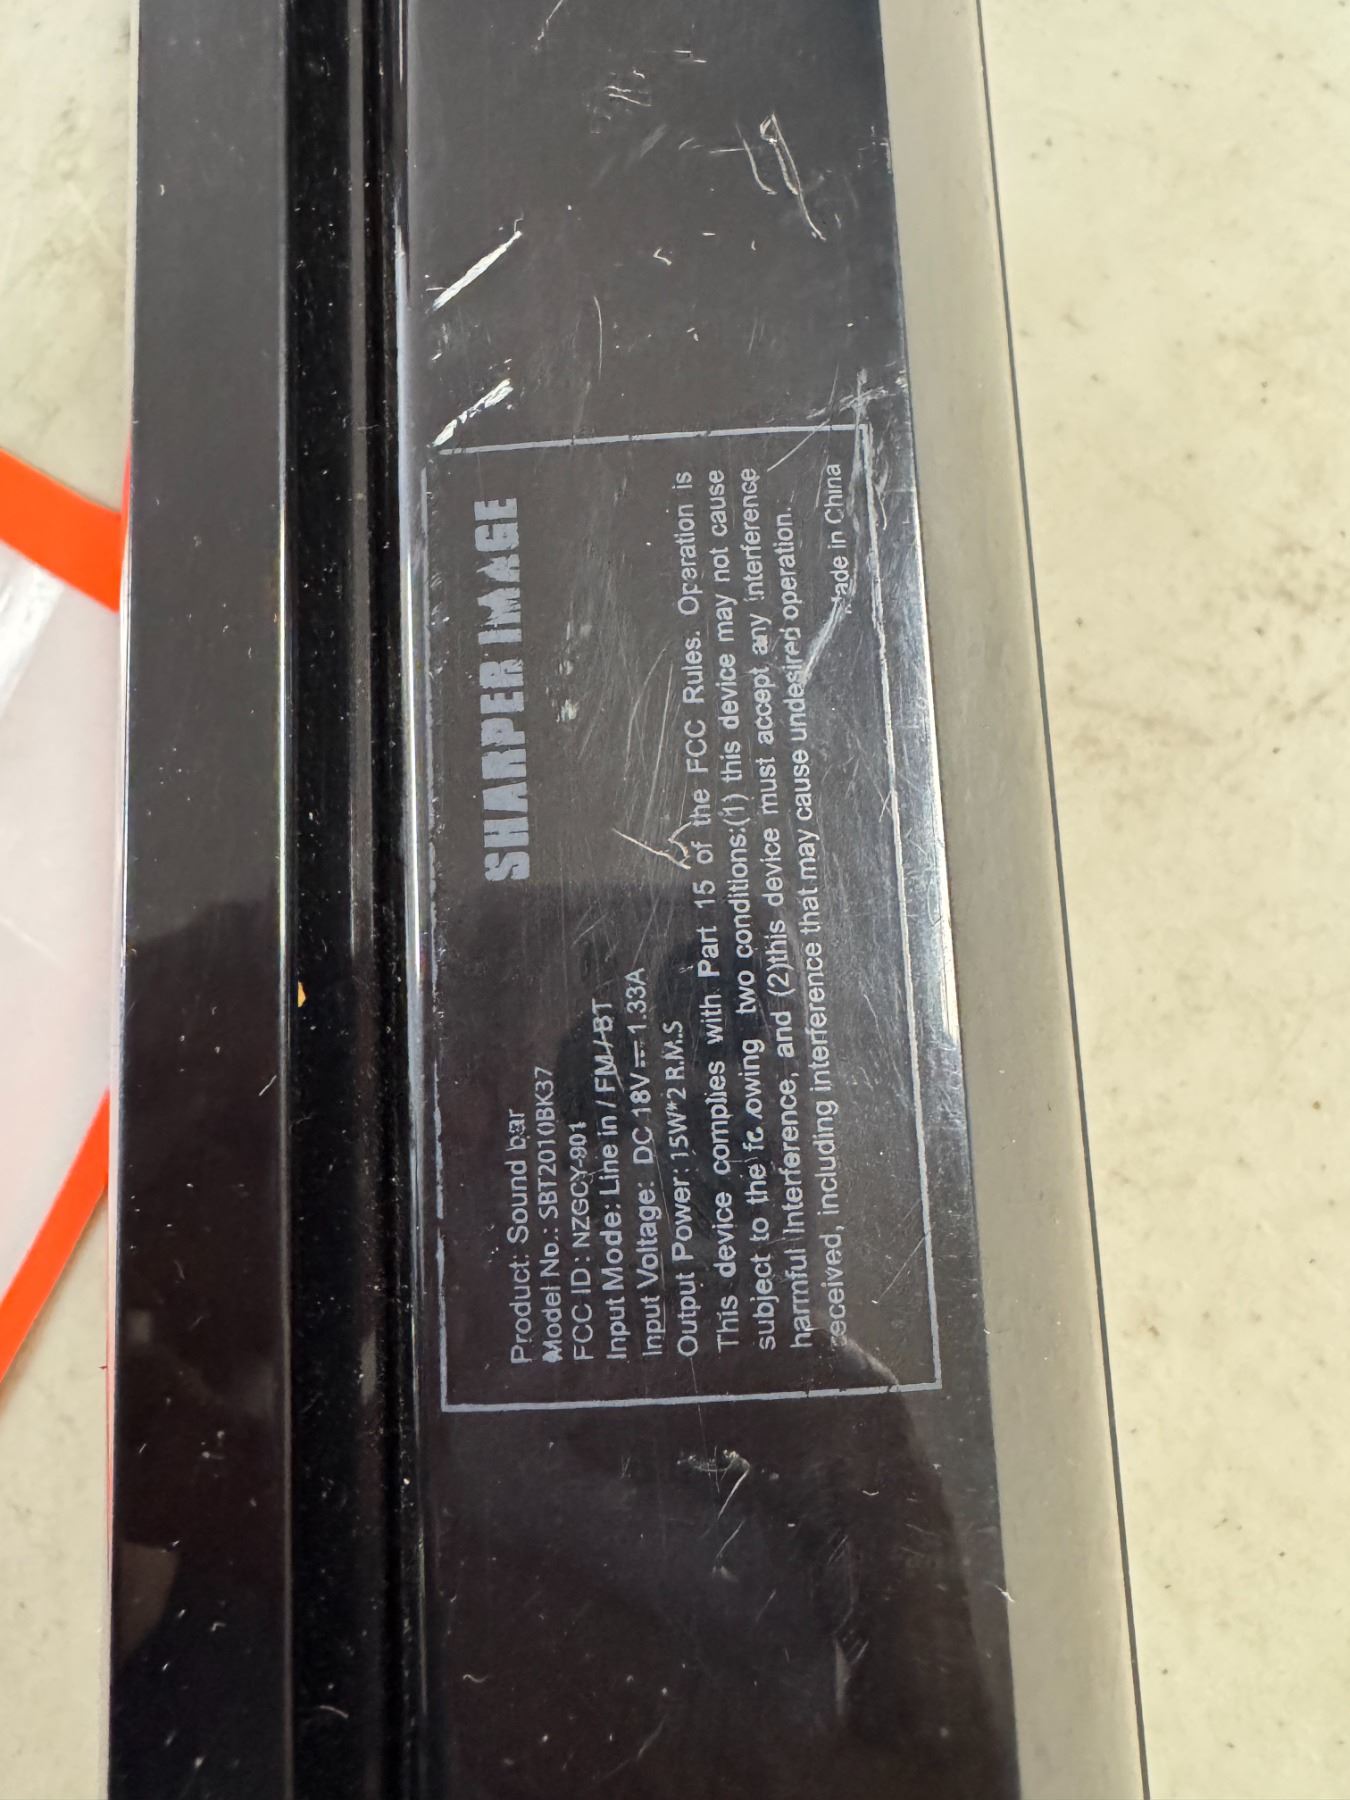 SHARPER IMAGE
Product: Sound bar
Model No.: SBT2010BK37
FCC ID: NZGCY-901
Input Mode: Line in / FM / BT
Input Voltage: DC 18V⎓1.33A
Output Power: 15W*2 R.M.S
This device complies with Part 15 of the FCC Rules. Operation is
subject to the following two conditions:(1) this device may not cause
harmful interference, and (2)this device must accept any interference
received, including interference that may cause undesired operation.
Made in China